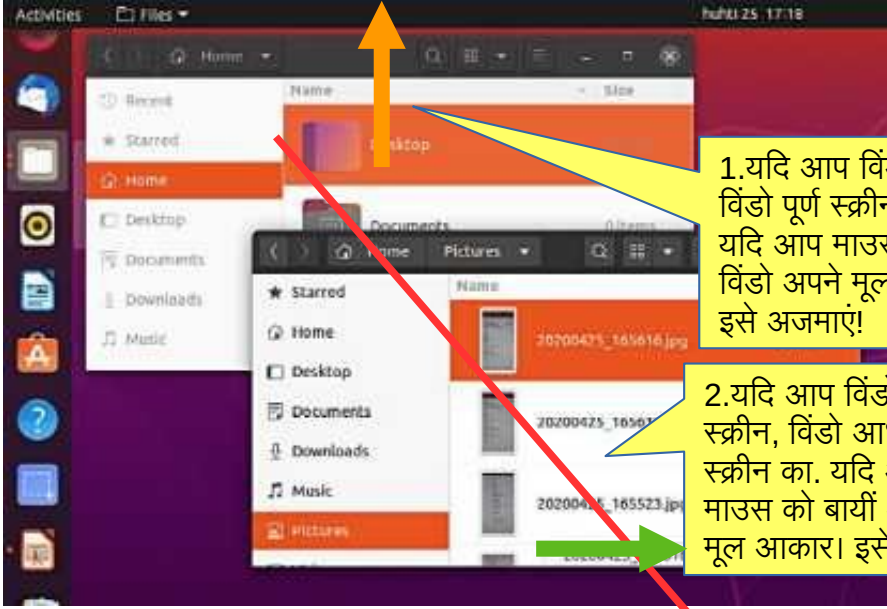 Activities Files huhti 25 17:18
Home
Name Size
Recent
Starred
Desktop
Home
Desktop
Documents
Documents
Downloads
Music
Home Pictures
Name
Starred
Home
Desktop
Documents
Downloads
Music
Pictures
20200425_165616.jpg
1.यदि आप विं
विंडो पूर्ण स्क्रीन
यदि आप माउस
विंडो अपने मूल
इसे अजमाएं!
2.यदि आप विंडो
स्क्रीन, विंडो
स्क्रीन का. यदि
माउस को बायीं
मूल आकार। इसे